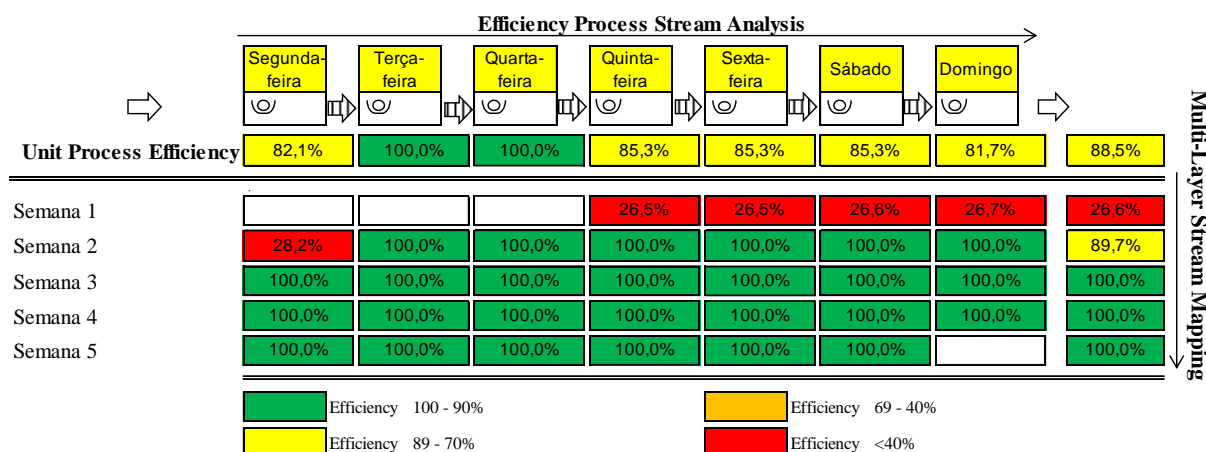 Efficiency Process Stream Analysis
Segunda-feira Terça-feira Quarta-feira Quinta-feira Sexta-feira Sábado Domingo
Unit Process Efficiency 82,1% 100,0% 100,0% 85,3% 85,3% 85,3% 81,7% 88,5%
Semana 1 26,5% 26,5% 26,6% 26,7% 26,6%
Semana 2 28,2% 100,0% 100,0% 100,0% 100,0% 100,0% 100,0% 89,7%
Semana 3 100,0% 100,0% 100,0% 100,0% 100,0% 100,0% 100,0% 100,0%
Semana 4 100,0% 100,0% 100,0% 100,0% 100,0% 100,0% 100,0% 100,0%
Semana 5 100,0% 100,0% 100,0% 100,0% 100,0% 100,0% 100,0%
Multi-Layer Stream Mapping
Efficiency 100 - 90% Efficiency 69 - 40%
Efficiency 89 - 70% Efficiency <40%